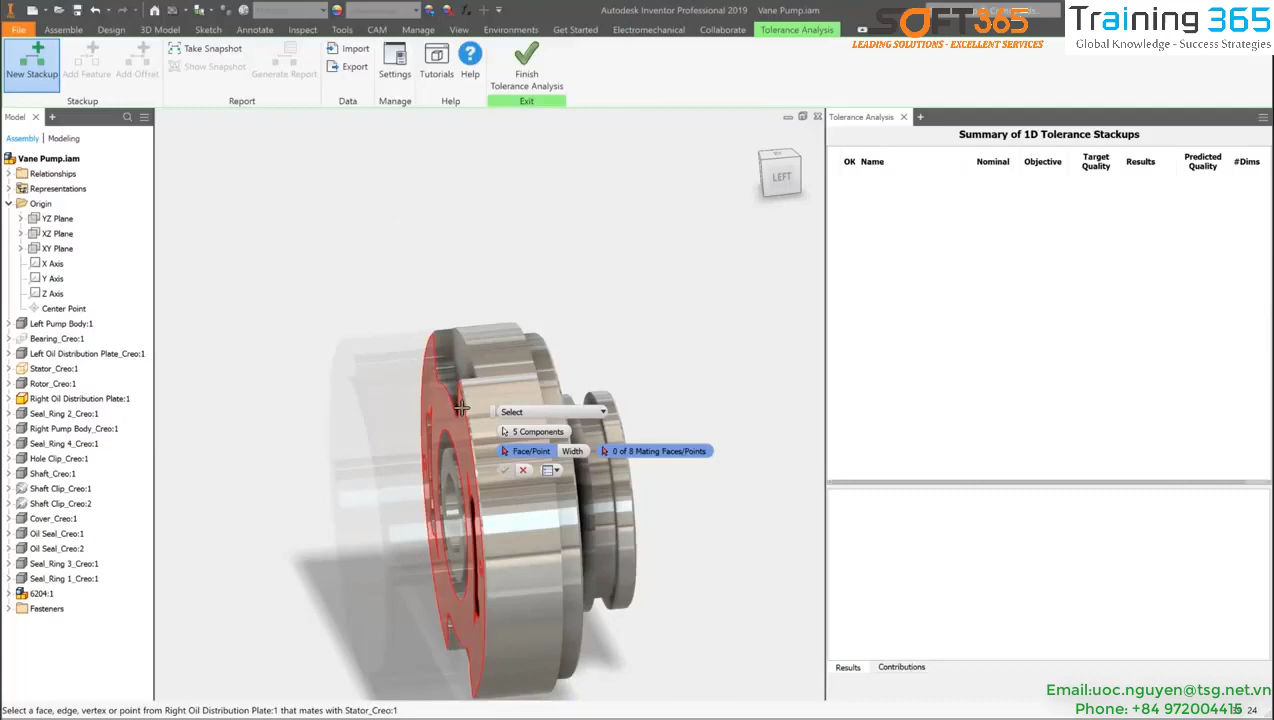 Autodesk Inventor Professional 2019 Vane Pump.iam
SOFT365
LEADING SOLUTIONS - EXCELLENT SERVICES
Training 365
Global Knowledge - Success Strategies
File Assemble Design 3D Model Sketch Annotate Inspect Tools CAM Manage View Environments Get Started Electromechanical Collaborate Tolerance Analysis
New Stackup
Add Feature
Add Offset
Stackup
Take Snapshot
Show Snapshot
Generate Report
Report
Import
Export
Data
Settings
Manage
Tutorials
Help
Help
Finish
Tolerance Analysis
Exit
Model
Assembly Modeling
Vane Pump.iam
Relationships
Representations
Origin
YZ Plane
XZ Plane
XY Plane
X Axis
Y Axis
Z Axis
Center Point
Left Pump Body:1
Bearing_Creo:1
Left Oil Distribution Plate_Creo:1
Stator_Creo:1
Rotor_Creo:1
Right Oil Distribution Plate:1
Seal_Ring 2_Creo:1
Right Pump Body_Creo:1
Seal_Ring 4_Creo:1
Hole Clip_Creo:1
Shaft_Creo:1
Shaft Clip_Creo:1
Shaft Clip_Creo:2
Cover_Creo:1
Oil Seal_Creo:1
Oil Seal_Creo:2
Seal_Ring 3_Creo:1
Seal_Ring 1_Creo:1
6204:1
Fasteners
LEFT
Select
5 Components
Face/Point Width 0 of 8 Mating Faces/Points
Tolerance Analysis
Summary of 1D Tolerance Stackups
OK Name Nominal Objective Target Quality Results Predicted Quality #Dims
Results Contributions
Email:uoc.nguyen@tsg.net.vn
Phone: +84 972004415
24
Select a face, edge, vertex or point from Right Oil Distribution Plate:1 that mates with Stator_Creo:1